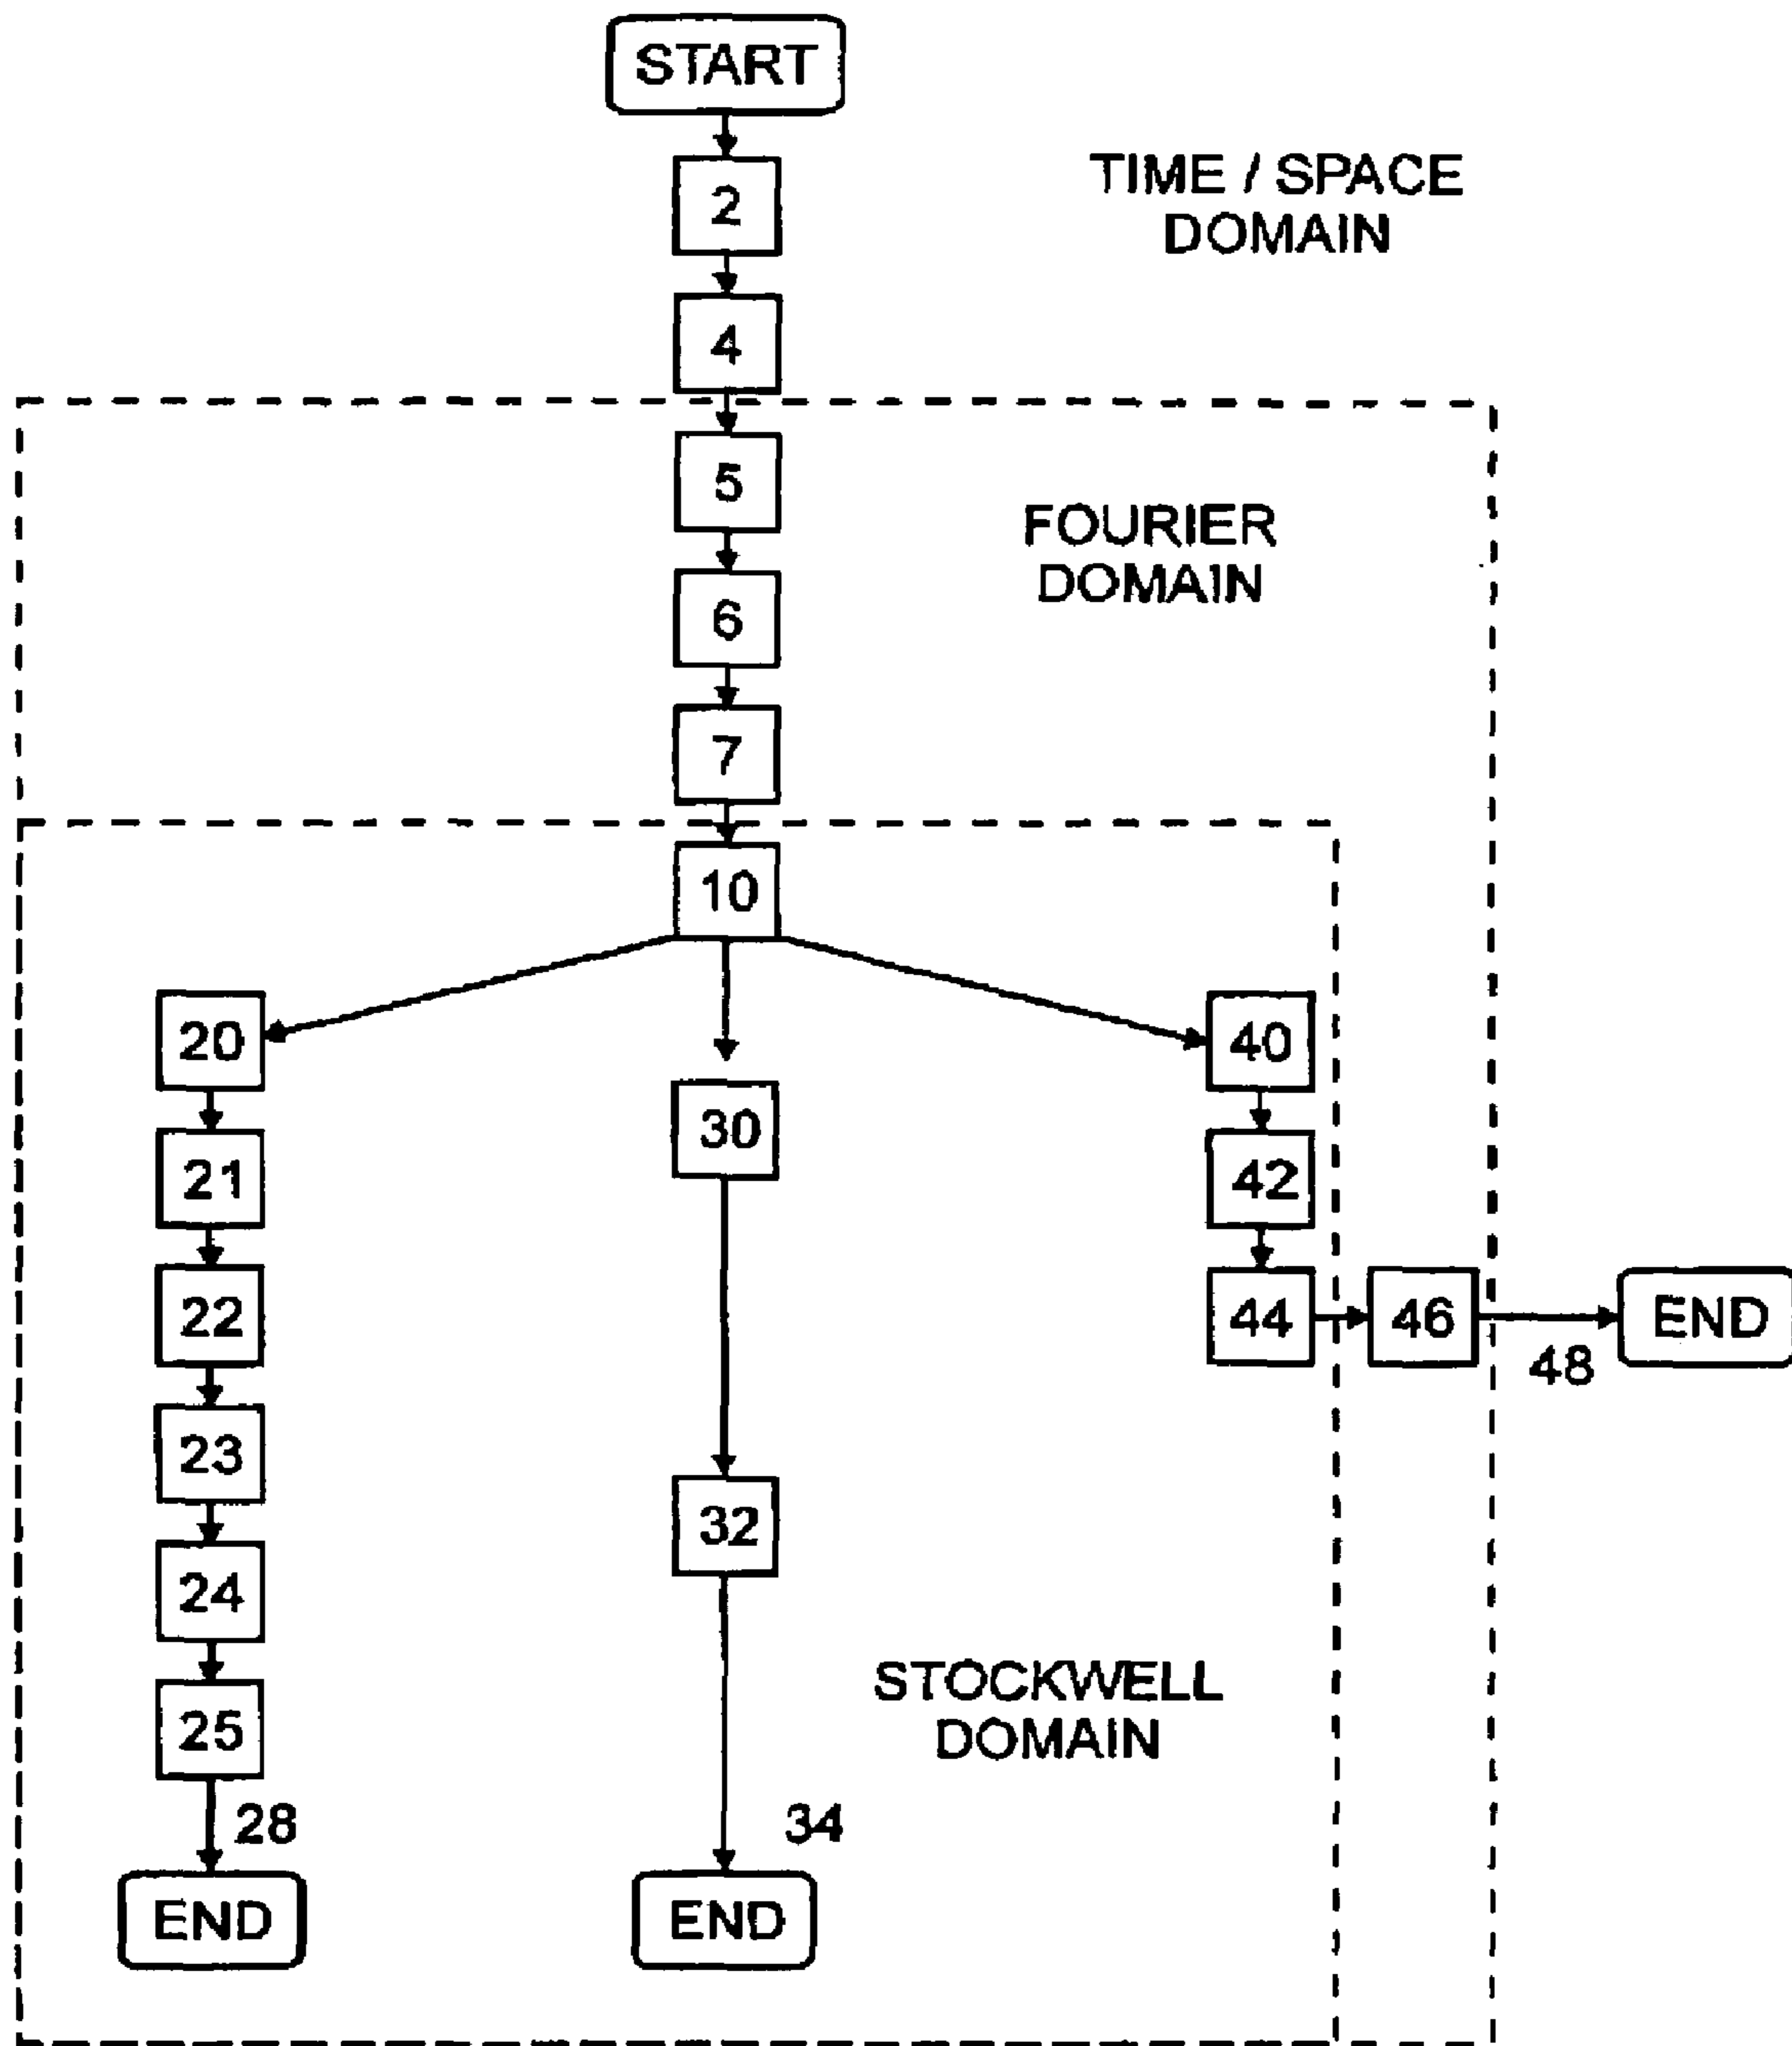 START
2
TIME / SPACE
DOMAIN
4
5
FOURIER
DOMAIN
6
7
10
20
40
30
21
42
22
44
46
END
48
23
32
24
STOCKWELL
DOMAIN
25
28
34
END
END